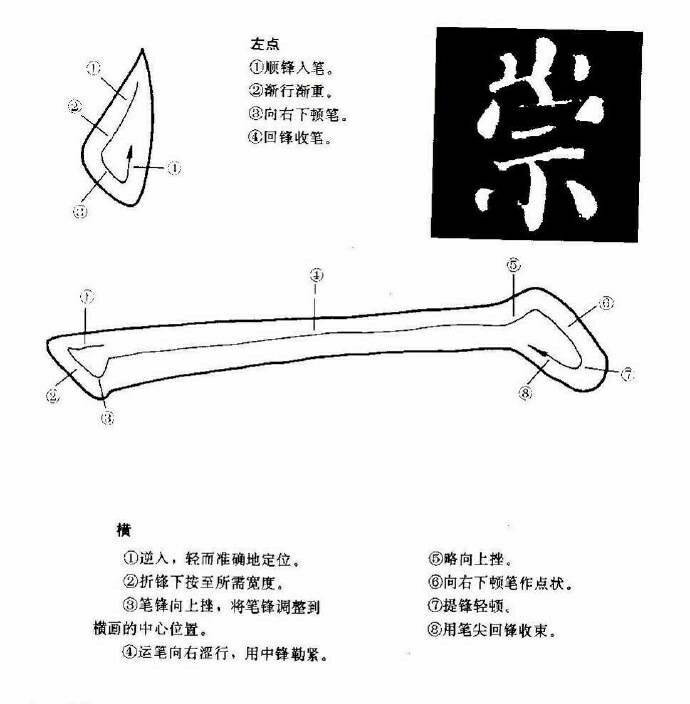 左点
①顺锋入笔。
②渐行渐重。
③向右下顿笔。
④回锋收笔。
崇
①
②
③
④
①
②
③
④
⑤
⑥
⑦
⑧
横
①逆入，轻而准确地定位。
②折锋下按至所需宽度。
③笔锋向上挫，将笔锋调整到
横画的中心位置。
④运笔向右涩行，用中锋勒紧。
⑤略向上挫。
⑥向右下顿笔作点状。
⑦提锋轻顿。
⑧用笔尖回锋收束。